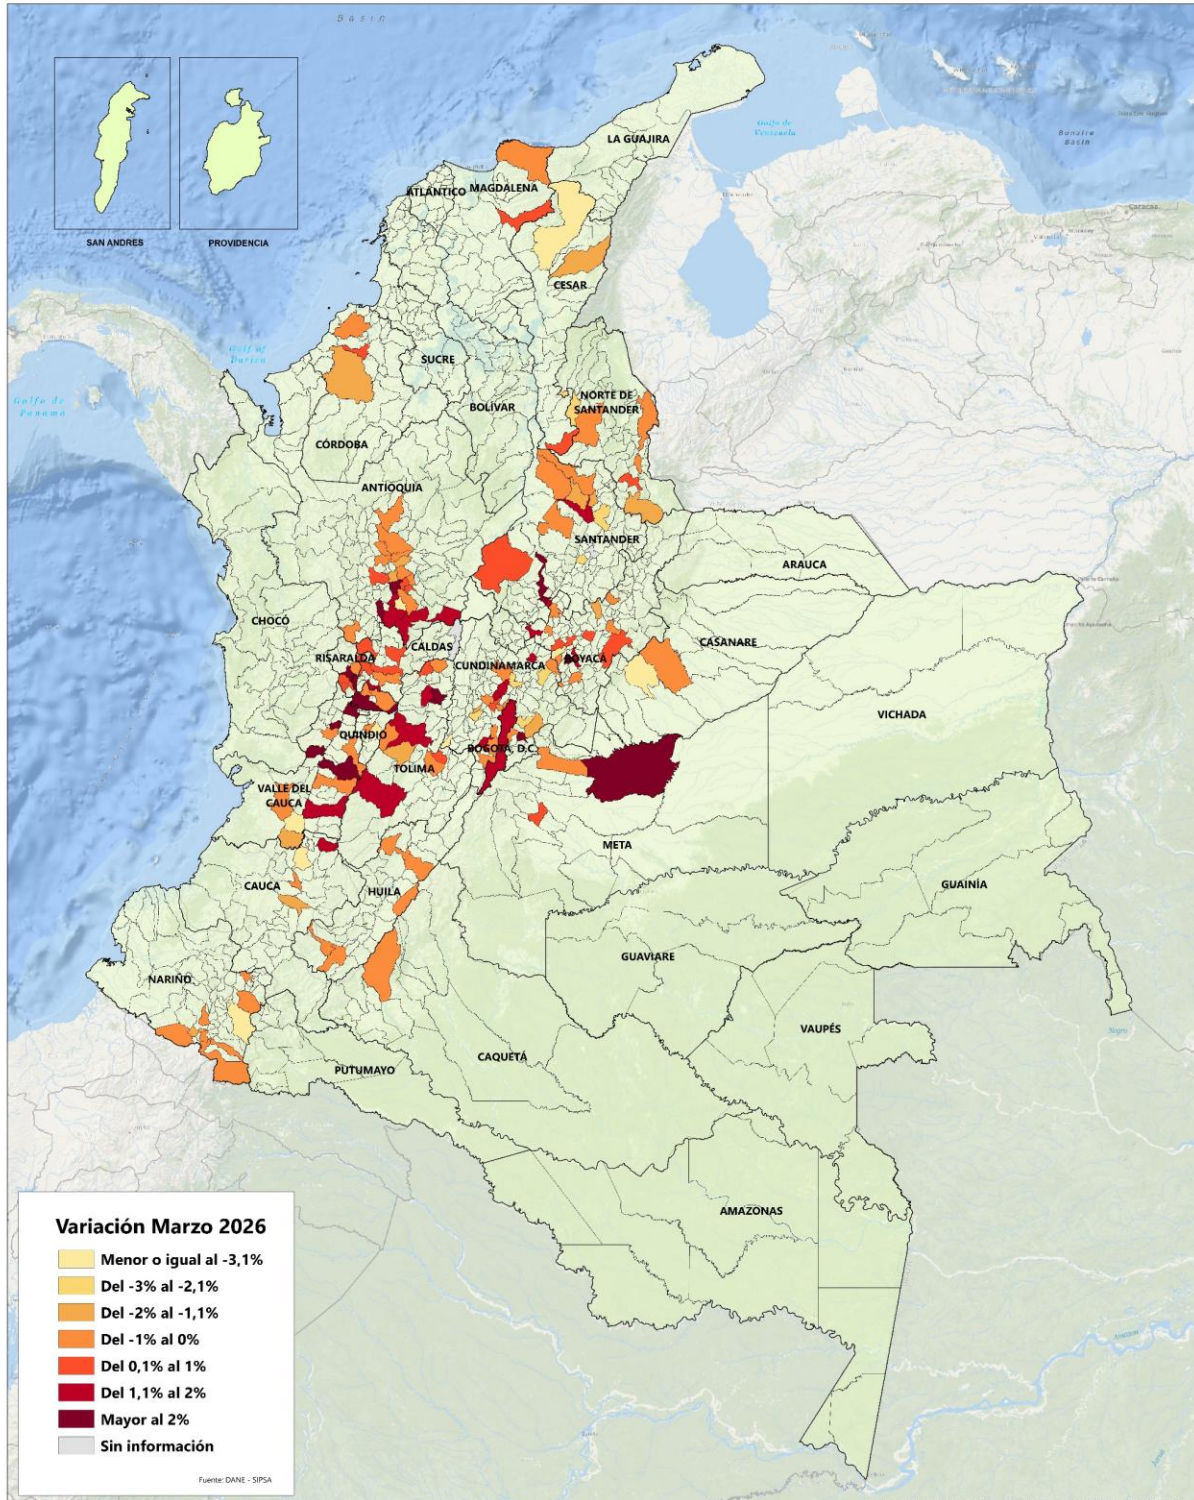 Basin
SAN ANDRES
PROVIDENCIA
LA GUAJIRA
Golfo de
Venezuela
Bonaire
Basin
Caracas
ATLÁNTICO
MAGDALENA
CESAR
Golfo de
Panamá
SUCRE
BOLÍVAR
NORTE DE
SANTANDER
CÓRDOBA
ANTIOQUIA
SANTANDER
ARAUCA
CHOCÓ
CALDAS
RISARALDA
CUNDINAMARCA
BOYACÁ
CASANARE
VICHADA
QUINDIO
BOGOTÁ, D.C.
TOLIMA
VALLE DEL
CAUCA
META
CAUCA
HUILA
GUAINÍA
GUAVIARE
NARIÑO
VAUPÉS
CAQUETÁ
PUTUMAYO
AMAZONAS
Variación Marzo 2026
Menor o igual al -3,1%
Del -3% al -2,1%
Del -2% al -1,1%
Del -1% al 0%
Del 0,1% al 1%
Del 1,1% al 2%
Mayor al 2%
Sin información
Fuente: DANE - SIPSA